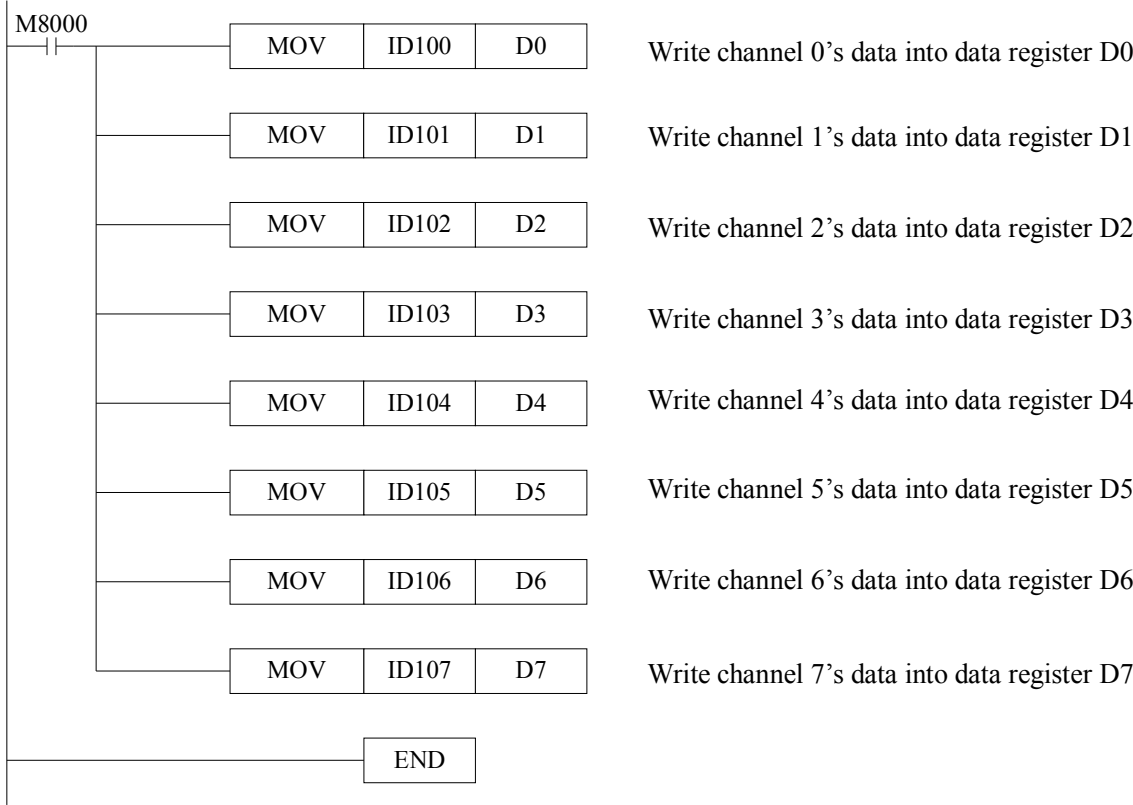 M8000
MOV ID100 D0 Write channel 0’s data into data register D0
MOV ID101 D1 Write channel 1’s data into data register D1
MOV ID102 D2 Write channel 2’s data into data register D2
MOV ID103 D3 Write channel 3’s data into data register D3
MOV ID104 D4 Write channel 4’s data into data register D4
MOV ID105 D5 Write channel 5’s data into data register D5
MOV ID106 D6 Write channel 6’s data into data register D6
MOV ID107 D7 Write channel 7’s data into data register D7
END